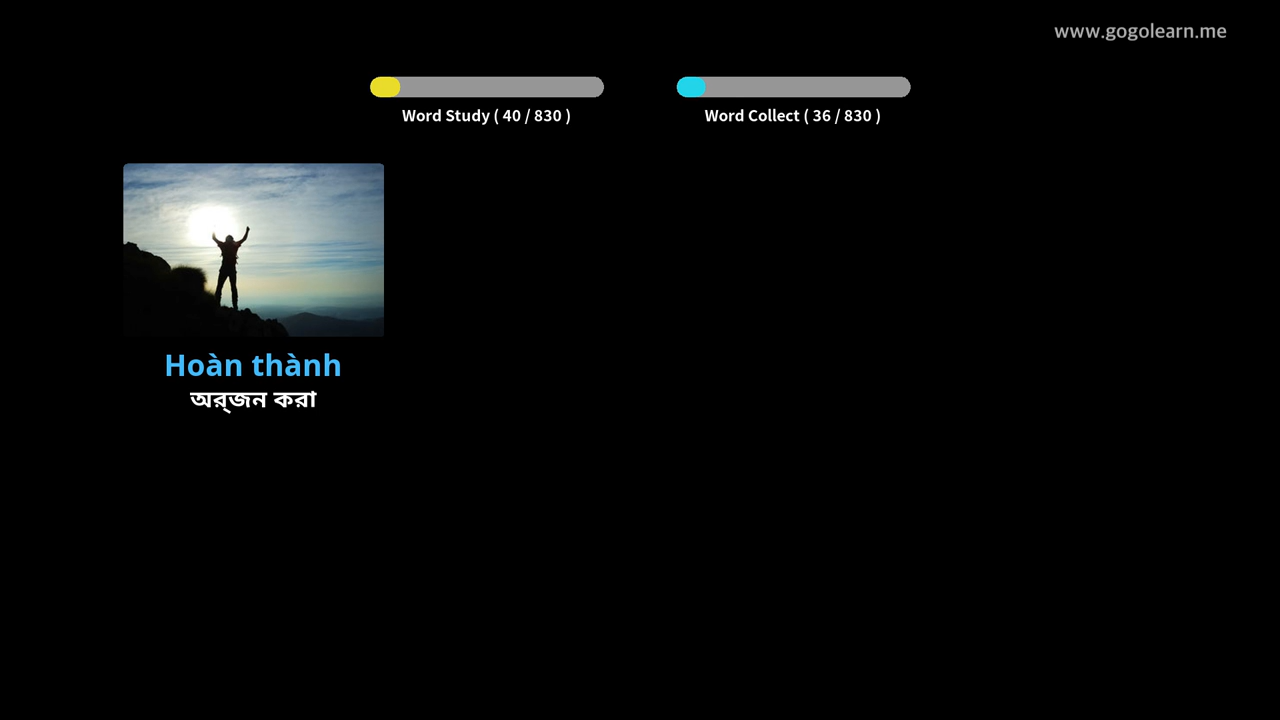 www.gogolearn.me
Word Study ( 40 / 830 )
Word Collect ( 36 / 830 )
Hoàn thành
অর্‌জন করা